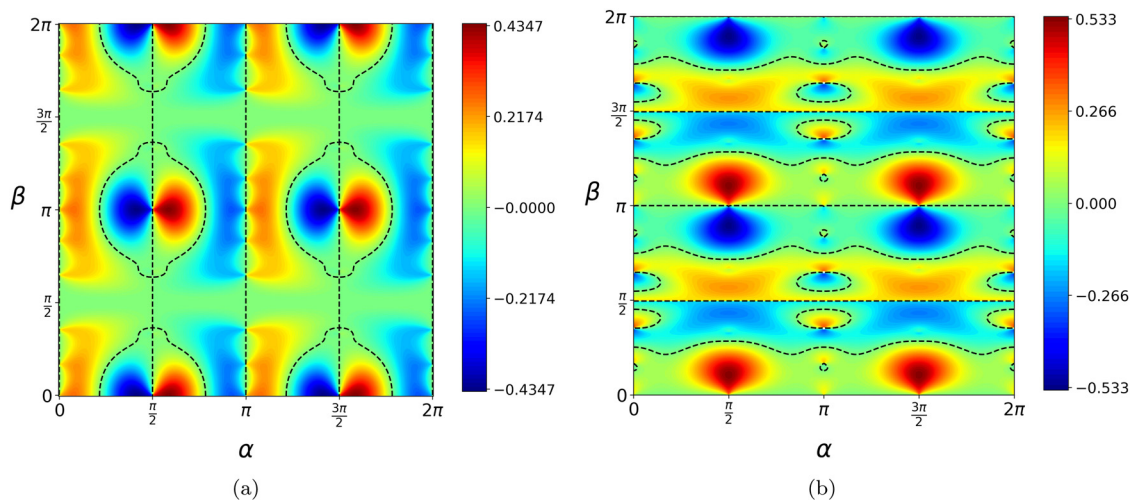 2π
3π/2
β π
π/2
0
0 π/2 π 3π/2 2π
α
0.4347
0.2174
−0.0000
−0.2174
−0.4347
(a)
2π
3π/2
β π
π/2
0
0 π/2 π 3π/2 2π
α
0.533
0.266
0.000
−0.266
−0.533
(b)